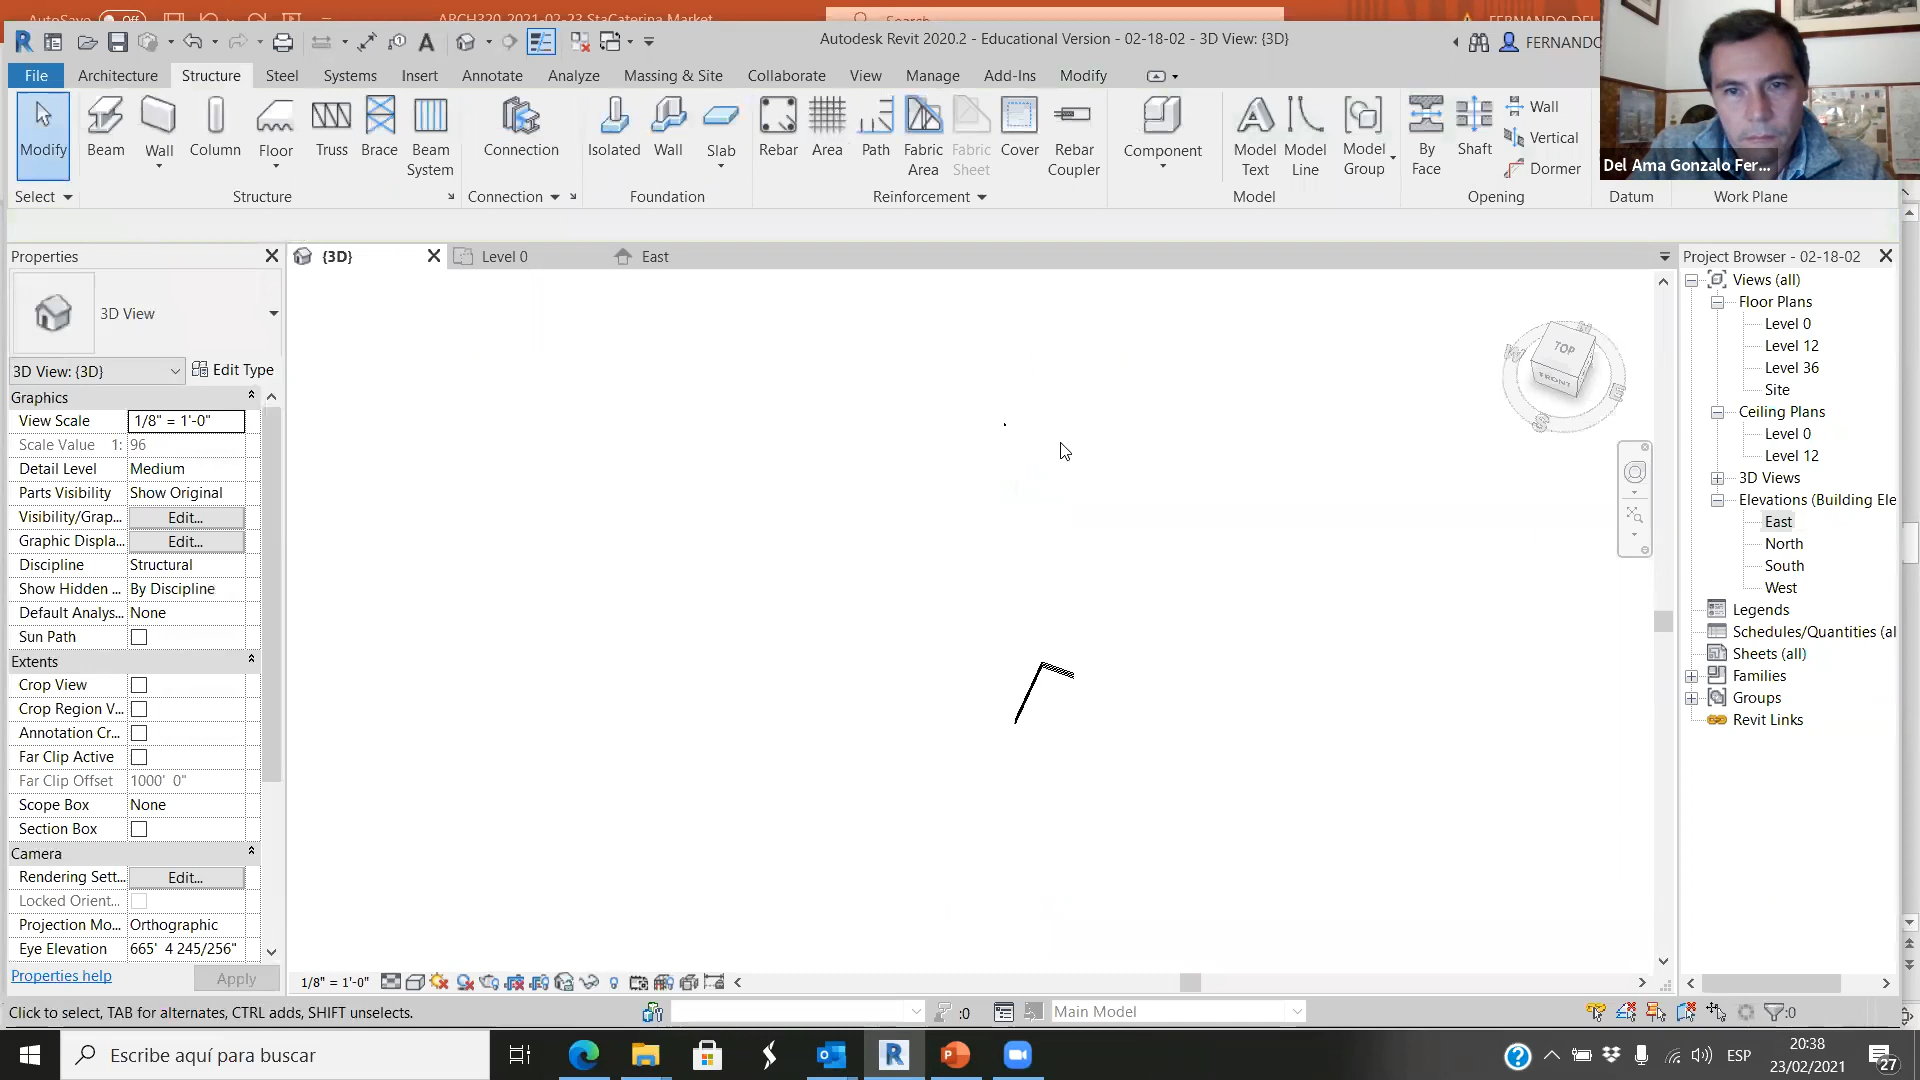 AutoSave Off ARCH320_2021-02-23_StaCaterina Market Search FERNANDO DEL
Autodesk Revit 2020.2 - Educational Version - 02-18-02 - 3D View: {3D} FERNANDO
File Architecture Structure Steel Systems Insert Annotate Analyze Massing & Site Collaborate View Manage Add-Ins Modify
Modify Beam Wall Column Floor Truss Brace Beam System Connection Isolated Wall Slab Rebar Area Path Fabric Area Fabric Sheet Cover Rebar Coupler Component Model Text Model Line Model Group By Face Shaft Wall Vertical Dormer
Del Ama Gonzalo Fer...
Select Structure Connection Foundation Reinforcement Model Opening Datum Work Plane
Properties
{3D} Level 0 East
Project Browser - 02-18-02
3D View
3D View: {3D} Edit Type
Graphics
View Scale 1/8" = 1'-0"
Scale Value 1: 96
Detail Level Medium
Parts Visibility Show Original
Visibility/Grap... Edit...
Graphic Displa... Edit...
Discipline Structural
Show Hidden ... By Discipline
Default Analys... None
Sun Path
Extents
Crop View
Crop Region V...
Annotation Cr...
Far Clip Active
Far Clip Offset 1000' 0"
Scope Box None
Section Box
Camera
Rendering Sett... Edit...
Locked Orient...
Projection Mo... Orthographic
Eye Elevation 665' 4 245/256"
Properties help Apply
TOP
FRONT
W
S
E
Views (all)
Floor Plans
Level 0
Level 12
Level 36
Site
Ceiling Plans
Level 0
Level 12
3D Views
Elevations (Building Ele
East
North
South
West
Legends
Schedules/Quantities (al
Sheets (all)
Families
Groups
Revit Links
1/8" = 1'-0"
Click to select, TAB for alternates, CTRL adds, SHIFT unselects.
:0
Main Model
:0
Escribe aquí para buscar
ESP
20:38
23/02/2021
27